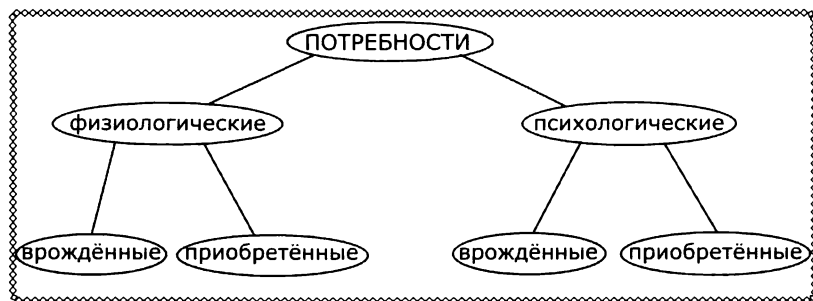 ПОТРЕБНОСТИ
физиологические психологические
врождённые приобретённые врождённые приобретённые